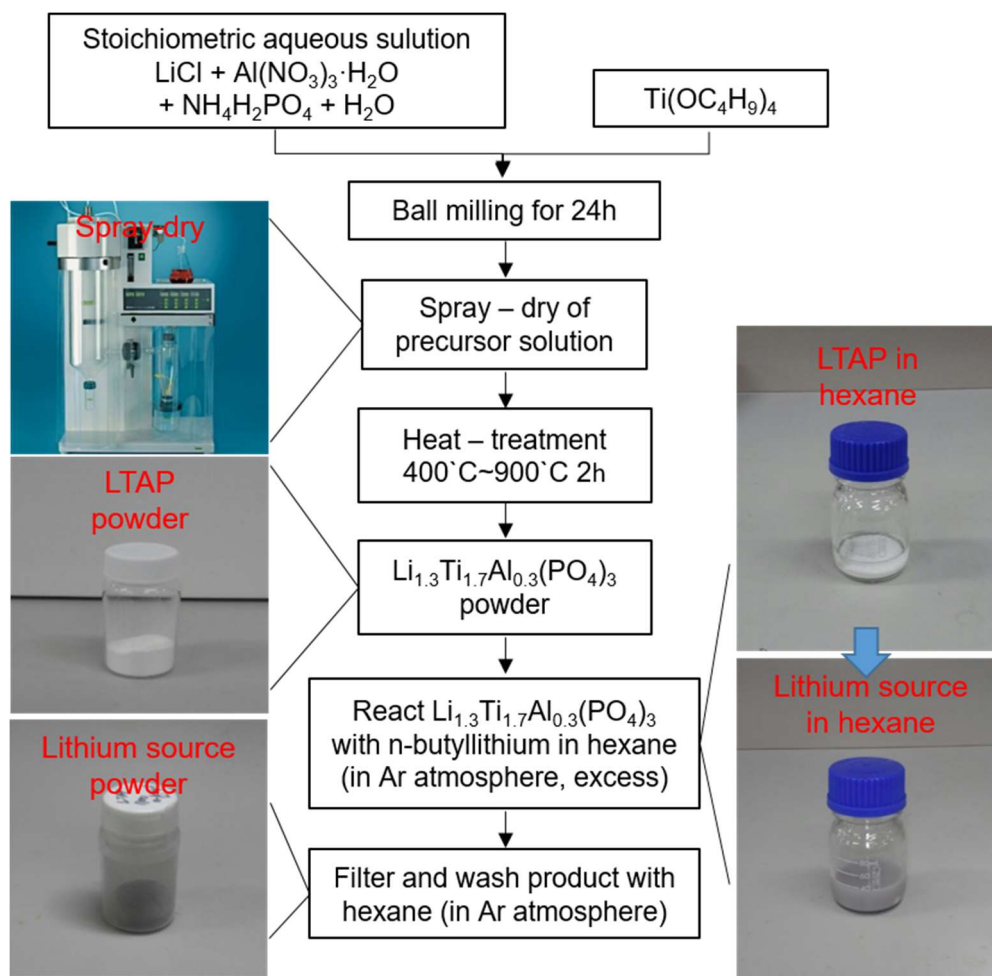 Stoichiometric aqueous sulution
LiCl + Al(NO₃)₃·H₂O
+ NH₄H₂PO₄ + H₂O
Ti(OC₄H₉)₄
Ball milling for 24h
Spray-dry
Spray – dry of
precursor solution
Heat – treatment
400`C~900`C 2h
LTAP
powder
Li₁.₃Ti₁.₇Al₀.₃(PO₄)₃
powder
LTAP in
hexane
React Li₁.₃Ti₁.₇Al₀.₃(PO₄)₃
with n-butyllithium in hexane
(in Ar atmosphere, excess)
Lithium source
in hexane
Lithium source
powder
Filter and wash product with
hexane (in Ar atmosphere)